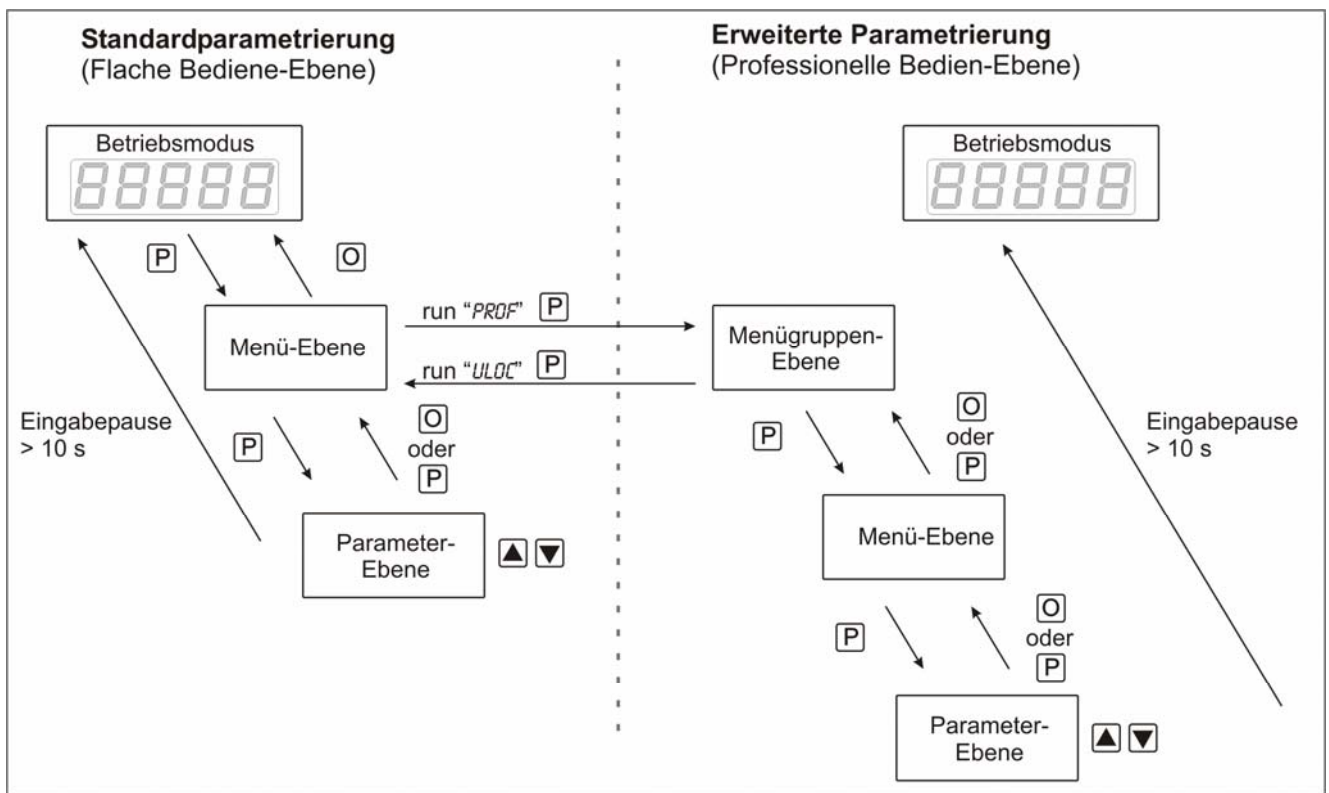 Standardparametrierung
(Flache Bediene-Ebene)
Betriebsmodus
88888
P
O
Menü-Ebene
run “PROF” P
run “ULOC” P
Eingabepause
> 10 s
P
O
oder
P
Parameter-
Ebene
▲ ▼
Erweiterte Parametrierung
(Professionelle Bedien-Ebene)
Betriebsmodus
88888
Menügruppen-
Ebene
P
O
oder
P
Eingabepause
> 10 s
Menü-Ebene
P
O
oder
P
Parameter-
Ebene
▲ ▼